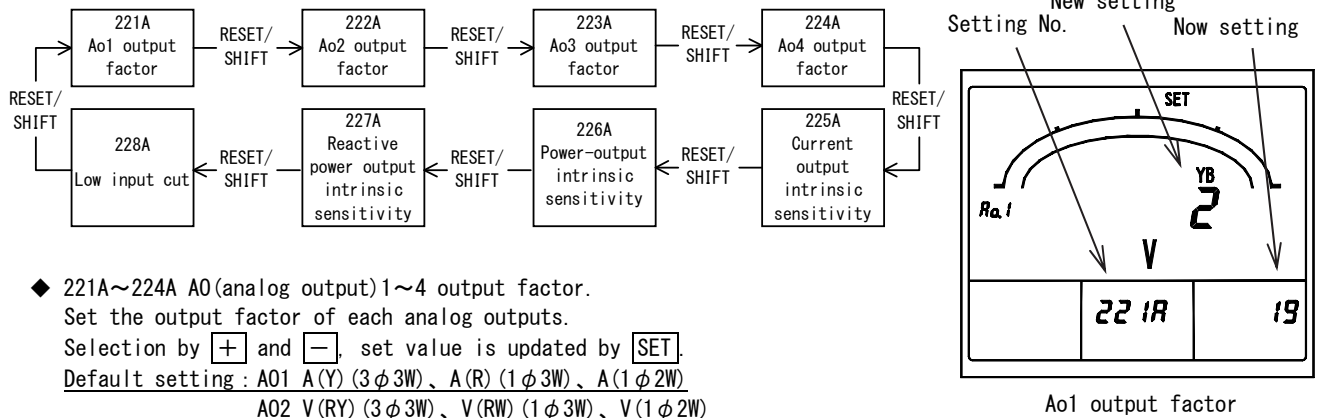 New setting
Setting No.
Now setting
221A
Ao1 output
factor
RESET/
SHIFT
222A
Ao2 output
factor
RESET/
SHIFT
223A
Ao3 output
factor
RESET/
SHIFT
224A
Ao4 output
factor
RESET/
SHIFT
RESET/
SHIFT
228A
Low input cut
RESET/
SHIFT
227A
Reactive
power output
intrinsic
sensitivity
RESET/
SHIFT
226A
Power-output
intrinsic
sensitivity
RESET/
SHIFT
225A
Current
output
intrinsic
sensitivity
SET
YB
2
Ao.1
V
221A
19
Ao1 output factor
◆ 221A～224A AO(analog output)1～4 output factor.
Set the output factor of each analog outputs.
Selection by + and －, set value is updated by SET.
Default setting : AO1 A(Y)(3φ3W)、A(R)(1φ3W)、A(1φ2W)
AO2 V(RY)(3φ3W)、V(RW)(1φ3W)、V(1φ2W)